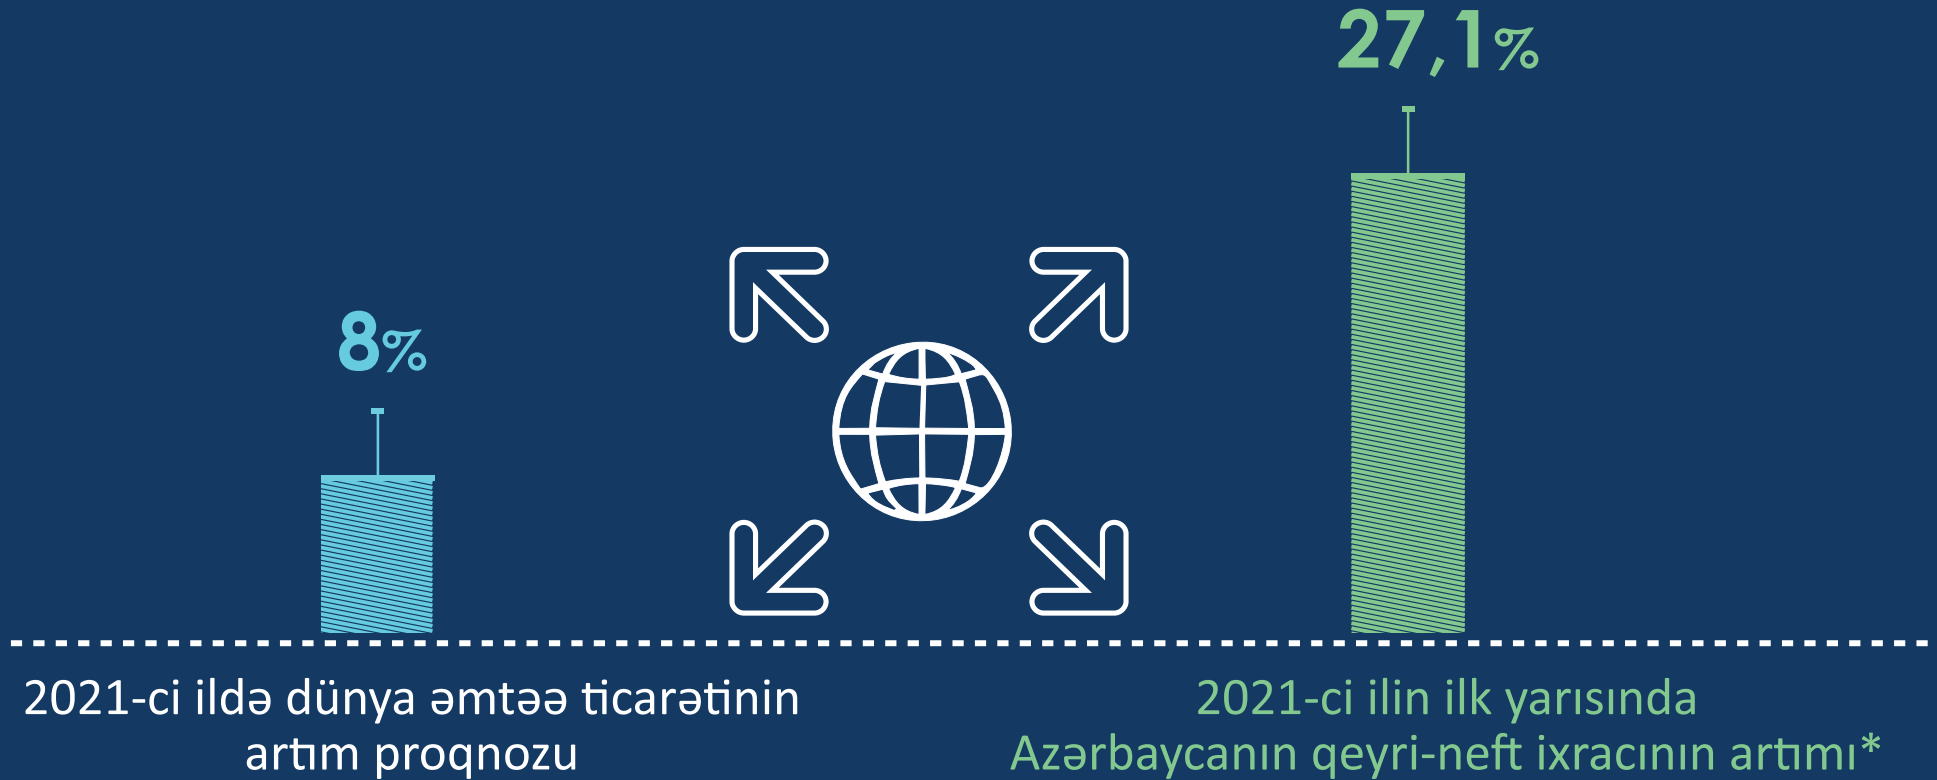 27,1%
8%
2021-ci ildə dünya əmtəə ticarətinin
artım proqnozu
2021-ci ilin ilk yarısında
Azərbaycanın qeyri-neft ixracının artımı*